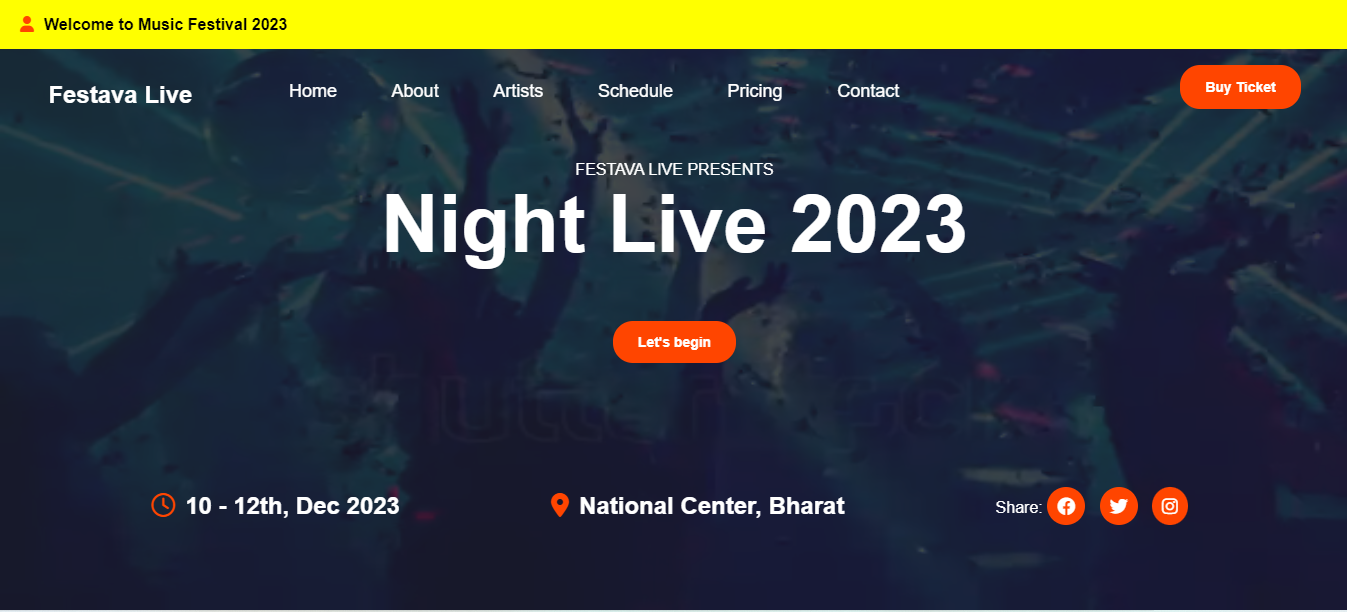 Welcome to Music Festival 2023
Festava Live
Home About Artists Schedule Pricing Contact
Buy Ticket
FESTAVA LIVE PRESENTS
Night Live 2023
Let's begin
10 - 12th, Dec 2023
National Center, Bharat
Share: